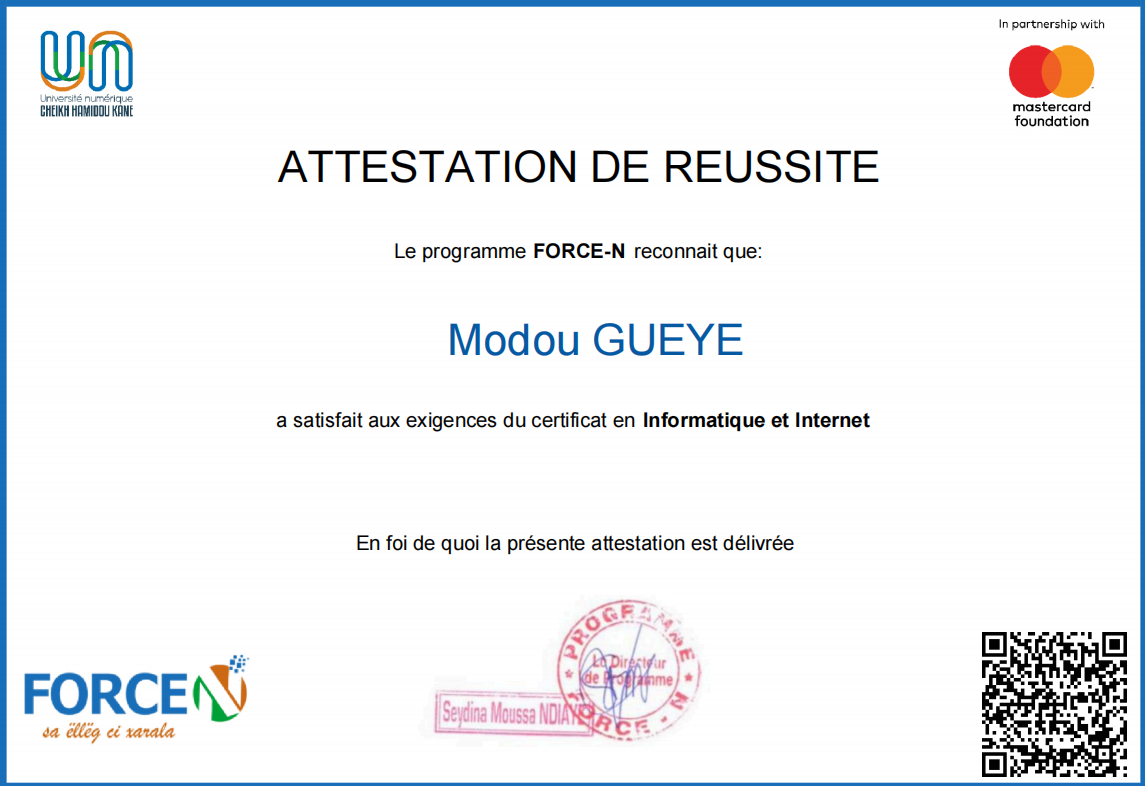 In partnership with
Université numérique
CHEIKH HAMIDOU KANE
mastercard
foundation
ATTESTATION DE REUSSITE
Le programme FORCE-N reconnait que:
Modou GUEYE
a satisfait aux exigences du certificat en Informatique et Internet
En foi de quoi la présente attestation est délivrée
PROGRAMME
Le Directeur
de Programme
FORCE - N
Seydina Moussa NDIAYE
FORCE N
sa ëllëg ci xarala